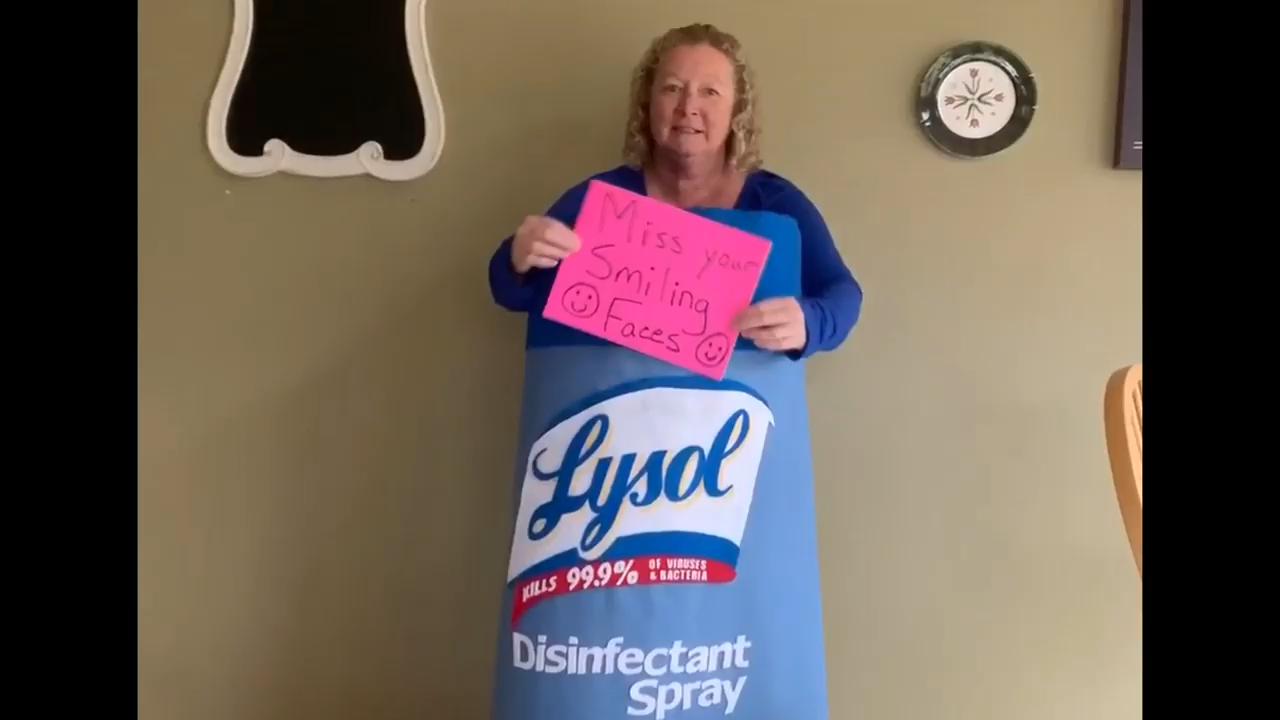 Miss your
Smiling
Faces
Lysol
KILLS 99.9% OF VIRUSES
& BACTERIA
Disinfectant
Spray